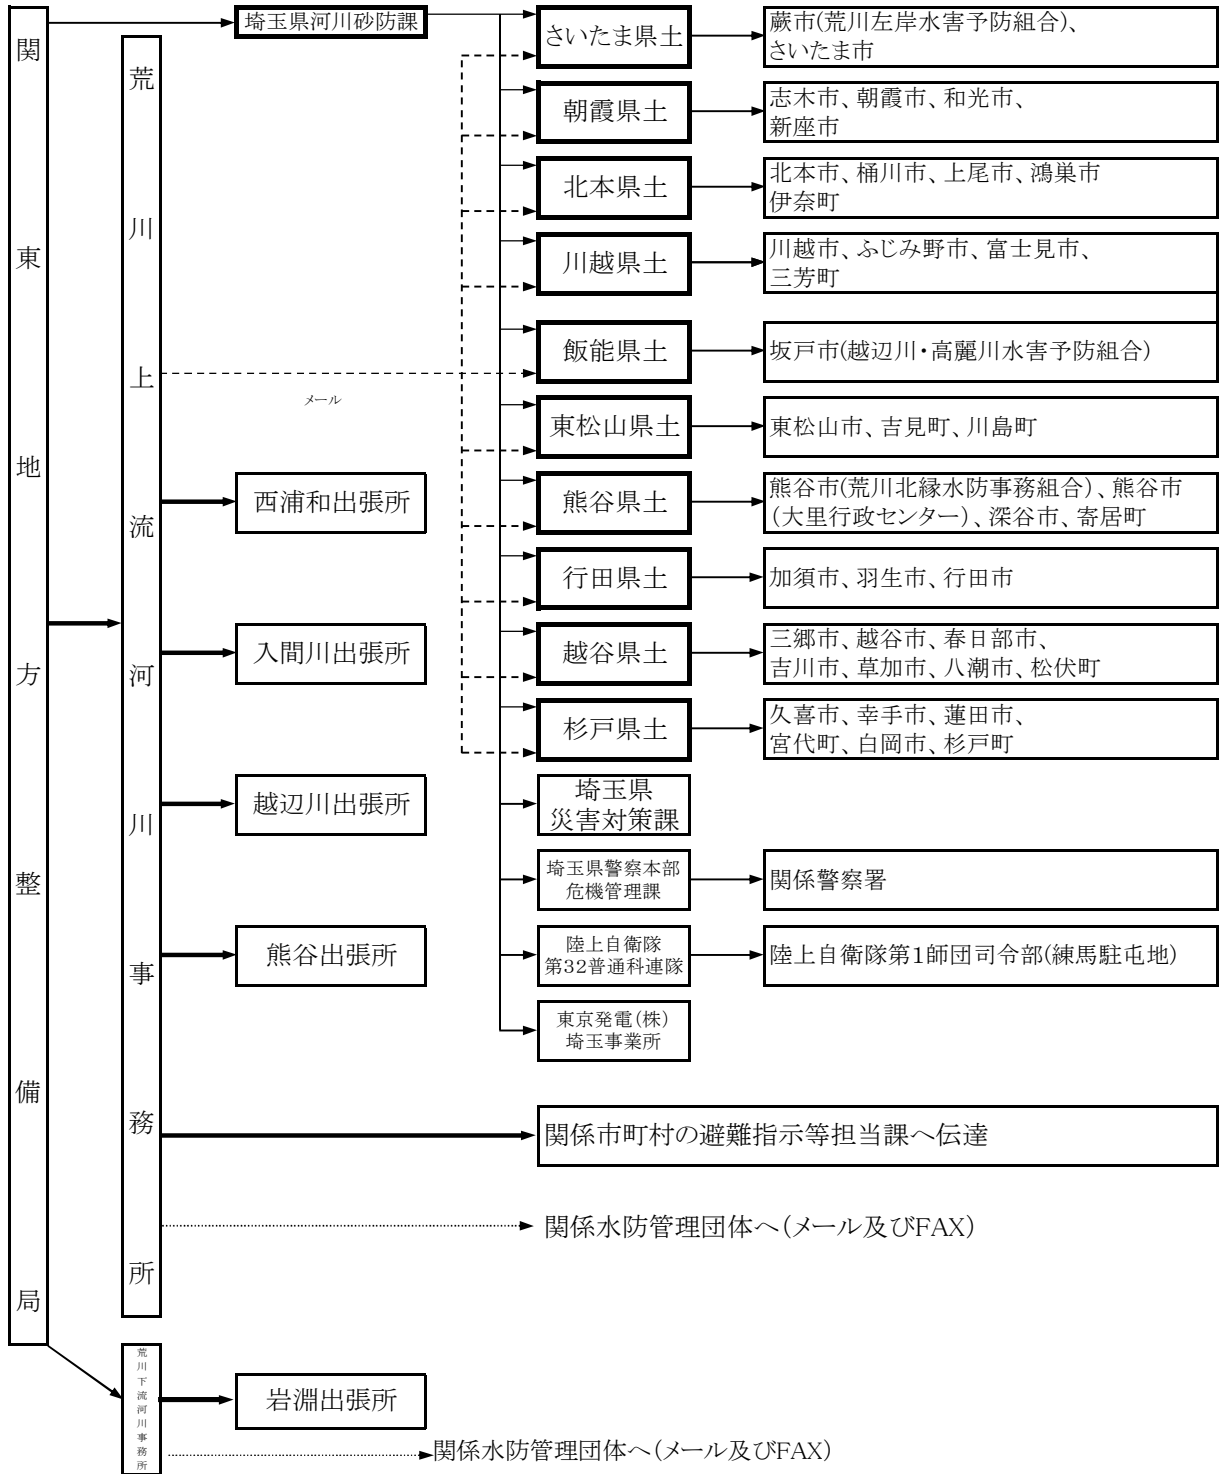 関東地方整備局
荒川上流河川事務所
埼玉県河川砂防課
メール
西浦和出張所
入間川出張所
越辺川出張所
熊谷出張所
さいたま県土
蕨市(荒川左岸水害予防組合)、
さいたま市
朝霞県土
志木市、朝霞市、和光市、
新座市
北本県土
北本市、桶川市、上尾市、鴻巣市
伊奈町
川越県土
川越市、ふじみ野市、富士見市、
三芳町
飯能県土
坂戸市(越辺川・高麗川水害予防組合)
東松山県土
東松山市、吉見町、川島町
熊谷県土
熊谷市(荒川北縁水防事務組合)、熊谷市
(大里行政センター)、深谷市、寄居町
行田県土
加須市、羽生市、行田市
越谷県土
三郷市、越谷市、春日部市、
吉川市、草加市、八潮市、松伏町
杉戸県土
久喜市、幸手市、蓮田市、
宮代町、白岡市、杉戸町
埼玉県
災害対策課
埼玉県警察本部
危機管理課
関係警察署
陸上自衛隊
第32普通科連隊
陸上自衛隊第1師団司令部(練馬駐屯地)
東京発電(株)
埼玉事業所
関係市町村の避難指示等担当課へ伝達
関係水防管理団体へ(メール及びFAX)
荒川下流河川事務所
岩淵出張所
関係水防管理団体へ(メール及びFAX)